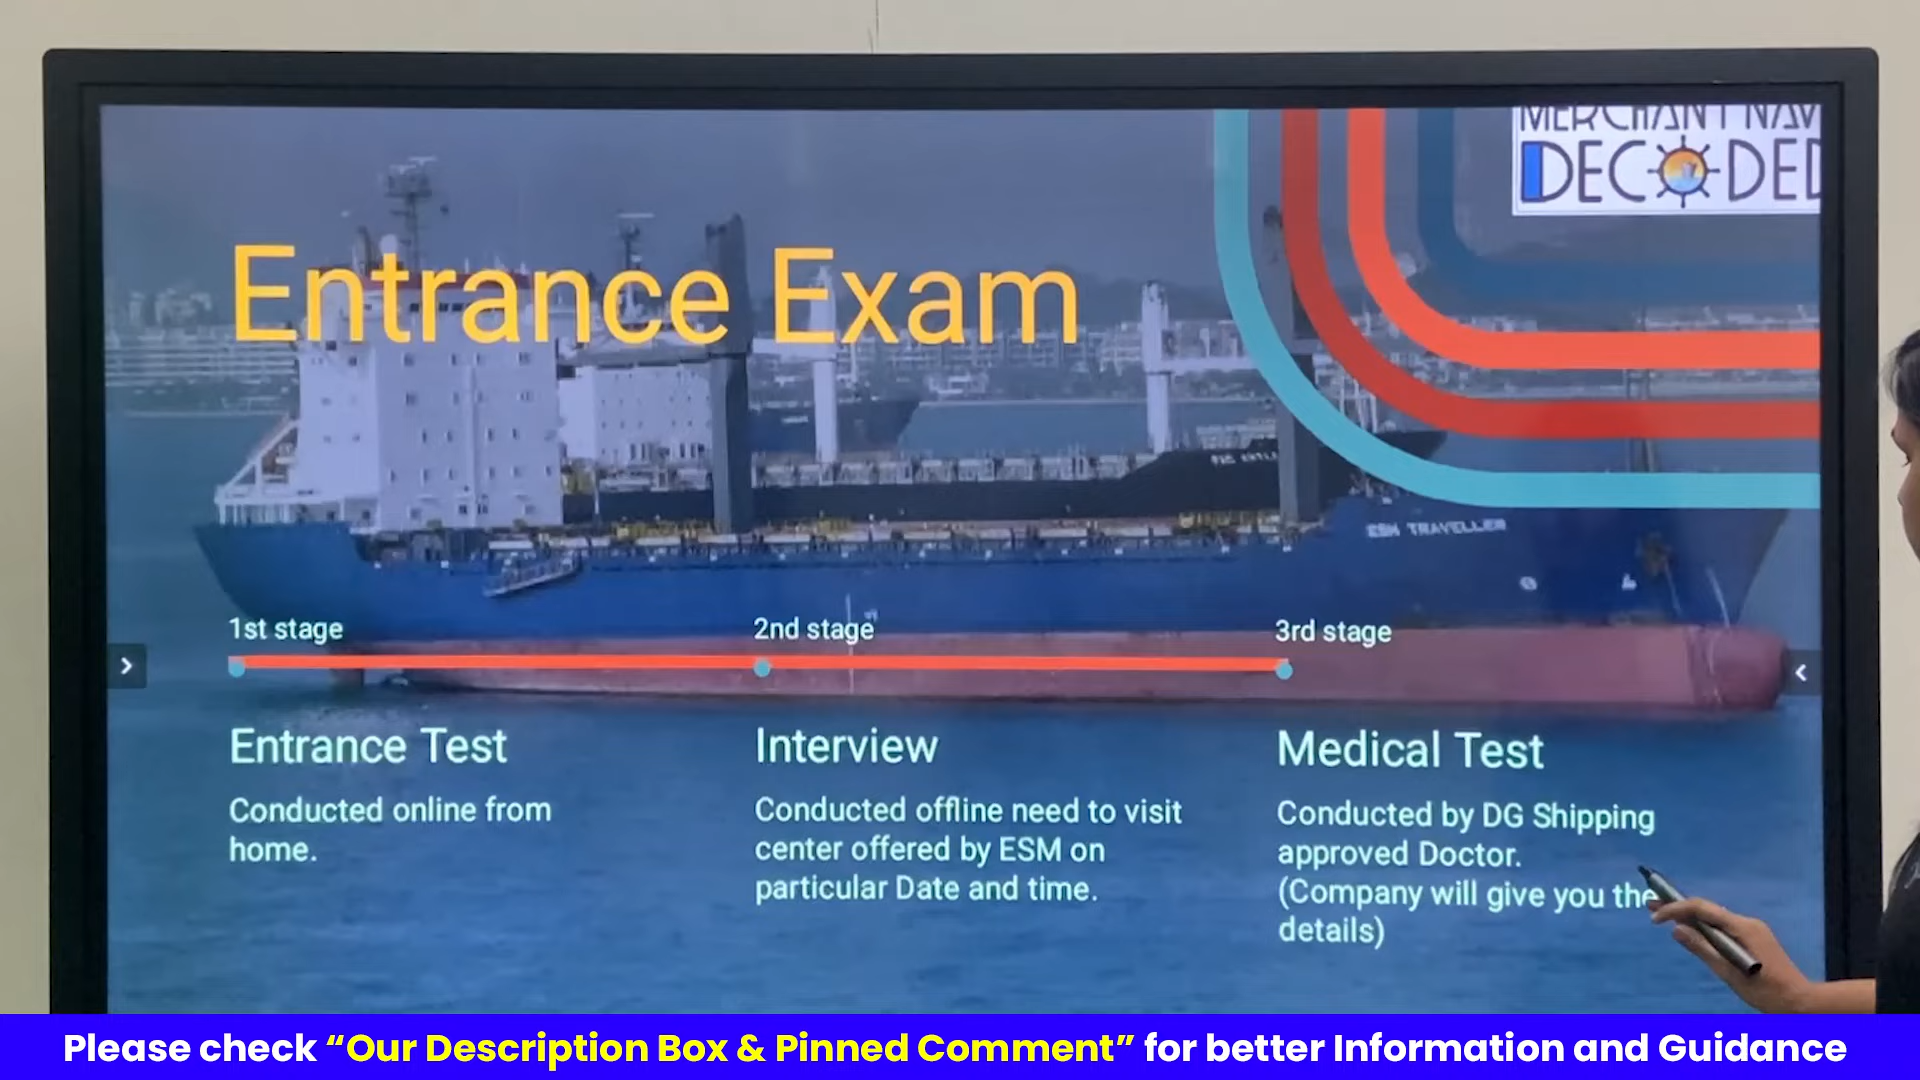 MERCHANT NAV
DECODED
Entrance Exam
ESM TRAVELLER
1st stage
2nd stage
3rd stage
Entrance Test
Conducted online from
home.
Interview
Conducted offline need to visit
center offered by ESM on
particular Date and time.
Medical Test
Conducted by DG Shipping
approved Doctor.
(Company will give you the
details)
Please check “Our Description Box & Pinned Comment” for better Information and Guidance